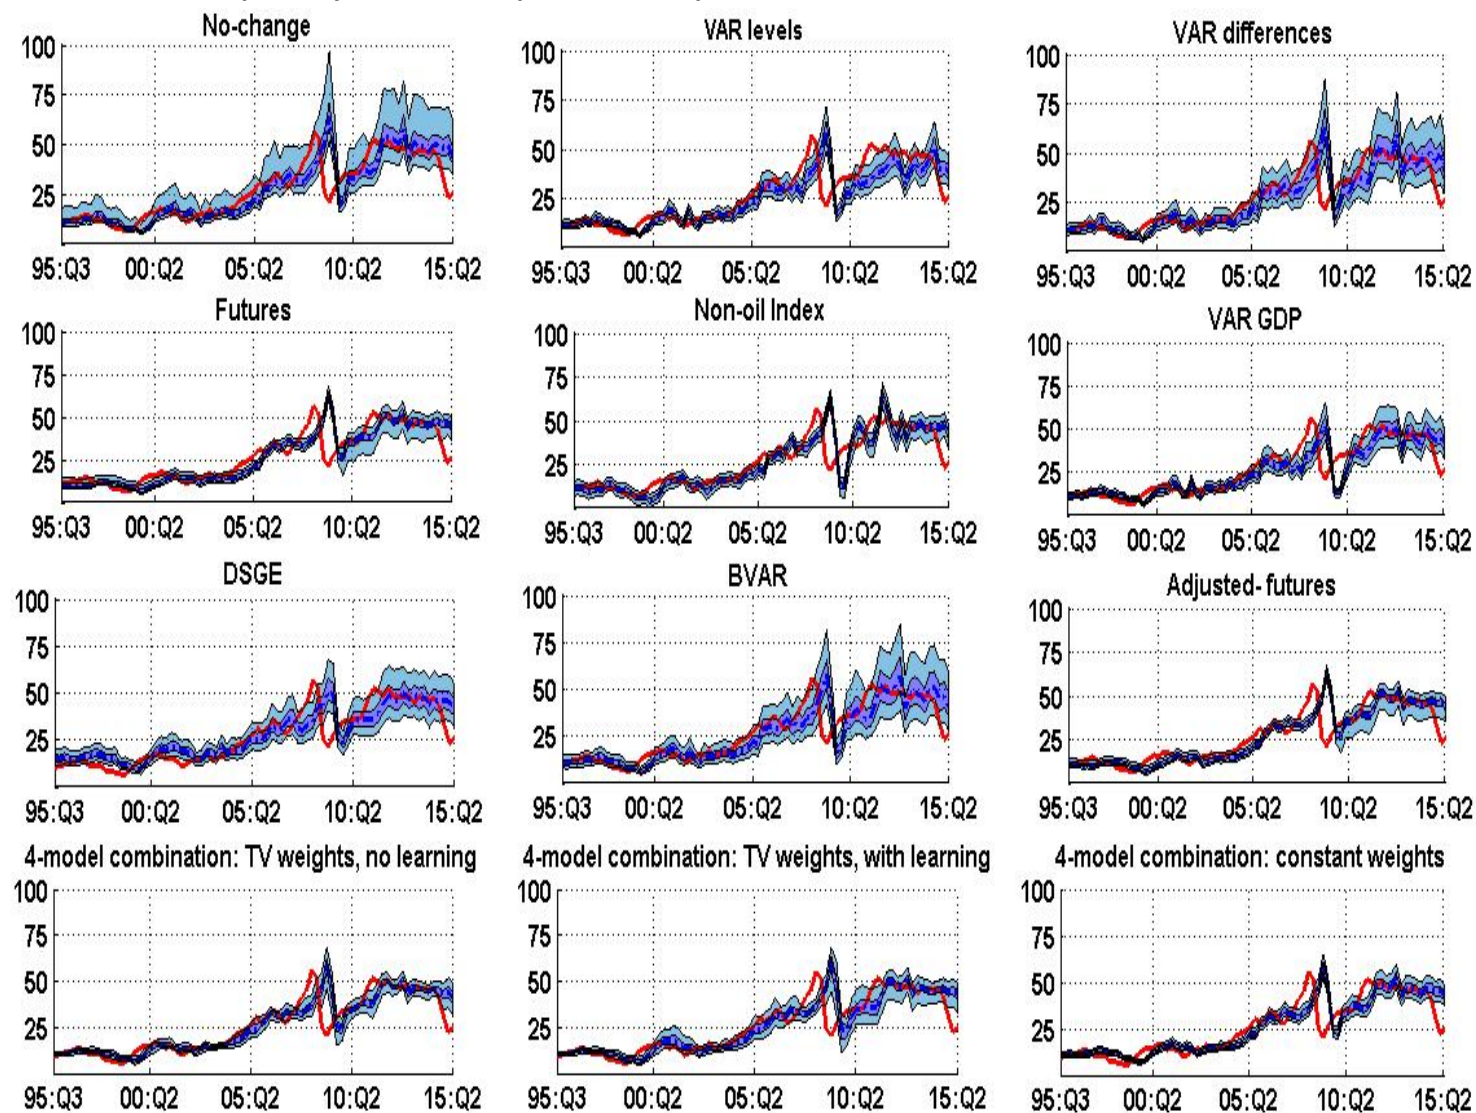 No-change
VAR levels
VAR differences
100
75
50
25
95:Q3 00:Q2 05:Q2 10:Q2 15:Q2
100
75
50
25
95:Q3 00:Q2 05:Q2 10:Q2 15:Q2
100
75
50
25
95:Q3 00:Q2 05:Q2 10:Q2 15:Q2
Futures
Non-oil Index
VAR GDP
100
75
50
25
95:Q3 00:Q2 05:Q2 10:Q2 15:Q2
100
75
50
25
95:Q3 00:Q2 05:Q2 10:Q2 15:Q2
100
75
50
25
95:Q3 00:Q2 05:Q2 10:Q2 15:Q2
DSGE
BVAR
Adjusted- futures
100
75
50
25
95:Q3 00:Q2 05:Q2 10:Q2 15:Q2
100
75
50
25
95:Q3 00:Q2 05:Q2 10:Q2 15:Q2
100
75
50
25
95:Q3 00:Q2 05:Q2 10:Q2 15:Q2
4-model combination: TV weights, no learning
4-model combination: TV weights, with learning
4-model combination: constant weights
100
75
50
25
95:Q3 00:Q2 05:Q2 10:Q2 15:Q2
100
75
50
25
95:Q3 00:Q2 05:Q2 10:Q2 15:Q2
100
75
50
25
95:Q3 00:Q2 05:Q2 10:Q2 15:Q2